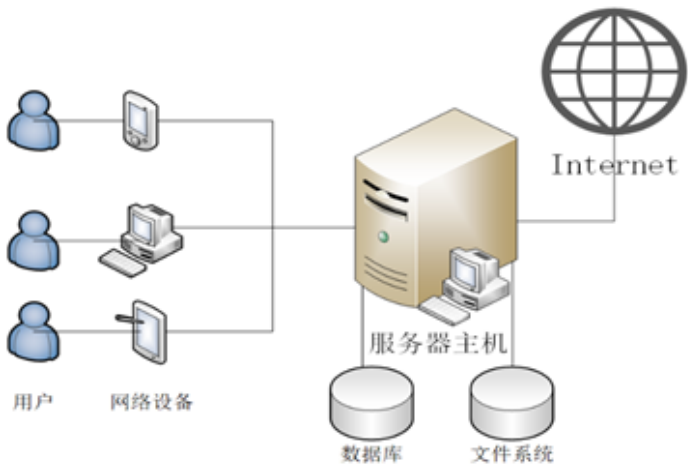 Internet
服务器主机
用户
网络设备
数据库
文件系统